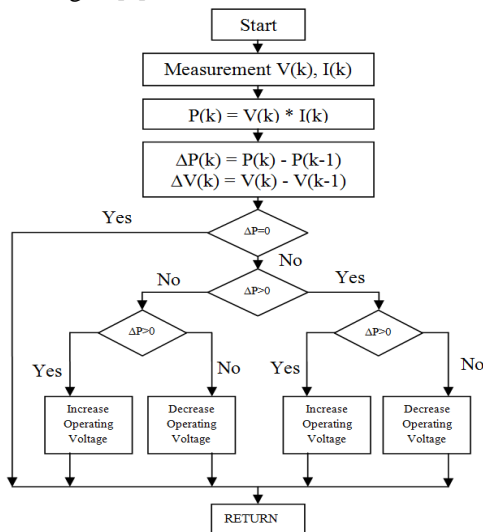 Start
Measurement V(k), I(k)
P(k) = V(k) * I(k)
ΔP(k) = P(k) - P(k-1)
ΔV(k) = V(k) - V(k-1)
Yes
ΔP=0
No
No
ΔP>0
Yes
ΔP>0
ΔP>0
Yes
No
Yes
No
Increase
Operating
Voltage
Decrease
Operating
Voltage
Increase
Operating
Voltage
Decrease
Operating
Voltage
RETURN